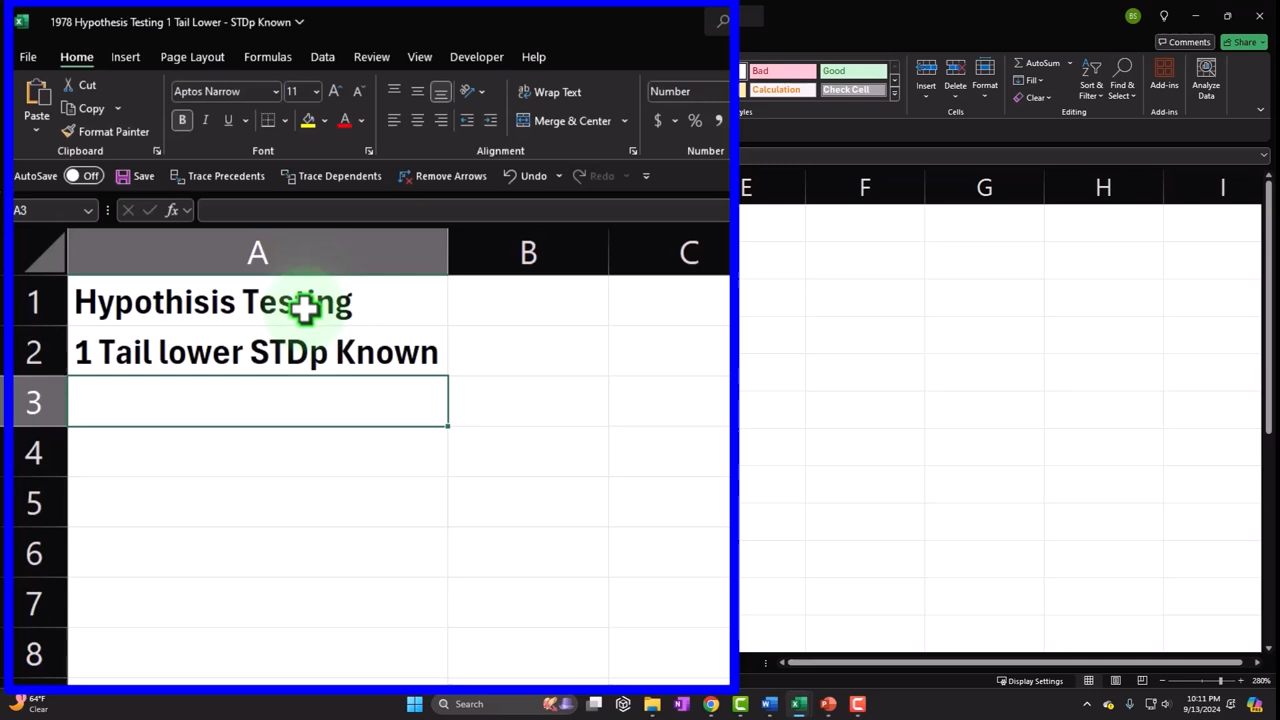 1978 Hypothesis Testing 1 Tail Lower - STDp Known
BS
File Home Insert Page Layout Formulas Data Review View Developer Help
Comments Share
Paste
Cut
Copy
Format Painter
Clipboard
Aptos Narrow 11
B I U
Font
Wrap Text
Merge & Center
Alignment
Number
$ % ,
Number
Bad Good
Calculation Check Cell
Insert Delete Format
Cells
AutoSum
Fill
Clear
Sort & Filter
Find & Select
Editing
Add-ins
Add-ins
Analyze Data
AutoSave Off Save Trace Precedents Trace Dependents Remove Arrows Undo Redo
A3 fx
A B C E F G H I
1 Hypothisis Testing
2 1 Tail lower STDp Known
3
4
5
6
7
8
Display Settings 280%
64°F
Clear
Search
10:11 PM
9/13/2024